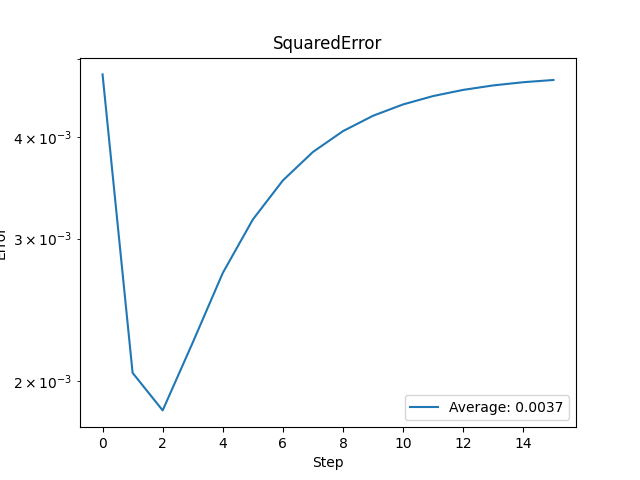 SquaredError
4 × 10⁻³
3 × 10⁻³
2 × 10⁻³
Error
Average: 0.0037
0 2 4 6 8 10 12 14
Step